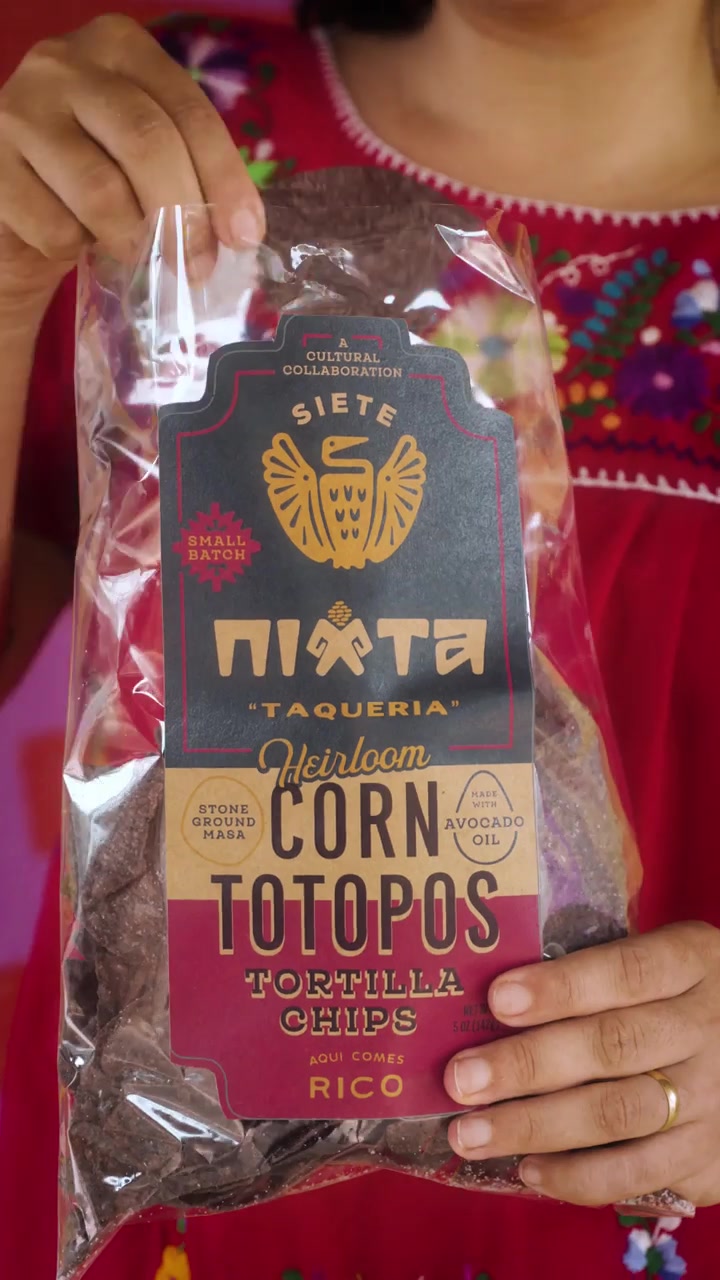 A
CULTURAL
COLLABORATION
SIETE
SMALL
BATCH
NIXTA
"TAQUERIA"
Heirloom
CORN
STONE
GROUND
MASA
MADE
WITH
AVOCADO
OIL
TOTOPOS
TORTILLA
CHIPS
AQUÍ COMES
RICO